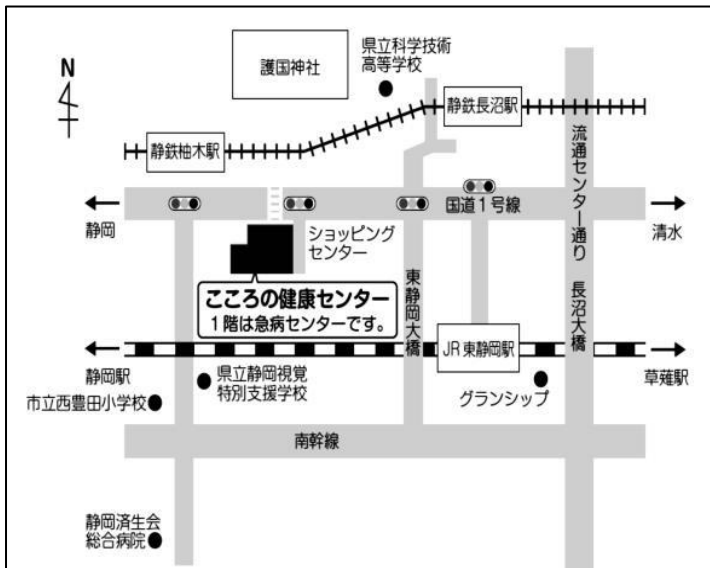 県立科学技術
高等学校
護国神社
N
静鉄長沼駅
静鉄柚木駅
流通センター通り
国道1号線
静岡
清水
ショッピング
センター
こころの健康センター
1階は急病センターです。
東静岡大橋
長沼大橋
JR東静岡駅
静岡駅
草薙駅
県立静岡視覚
特別支援学校
グランシップ
市立西豊田小学校
南幹線
静岡済生会
総合病院